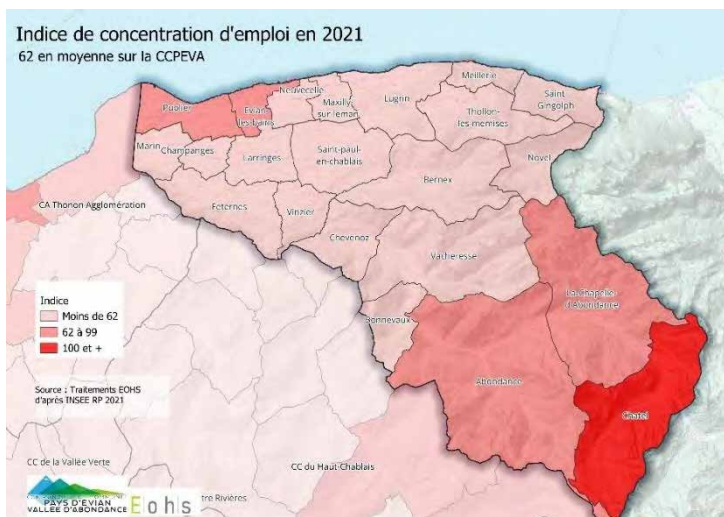 Indice de concentration d'emploi en 2021
62 en moyenne sur la CCPEVA
Meillerie
Saint
Gingolph
Neuvecelle
Lugrin
Publier
Evian
les-bains
Maxilly
sur leman
Thollon-
les-memises
Marin
Champanges
Larringes
Saint-paul-
en-chablais
Novel
Bernex
CA Thonon Agglomération
Feternes
Vinzier
Chevenoz
Vacheresse
La Chapelle
d'Abondance
Bonnevaux
Abondance
Chatel
Indice
Moins de 62
62 à 99
100 et +
Source : Traitements EOHS
d'après INSEE RP 2021
CC de la Vallée Verte
CC du Haut-Chablais
tre Rivières
PAYS D'EVIAN
VALLEE D'ABONDANCE
Eohs